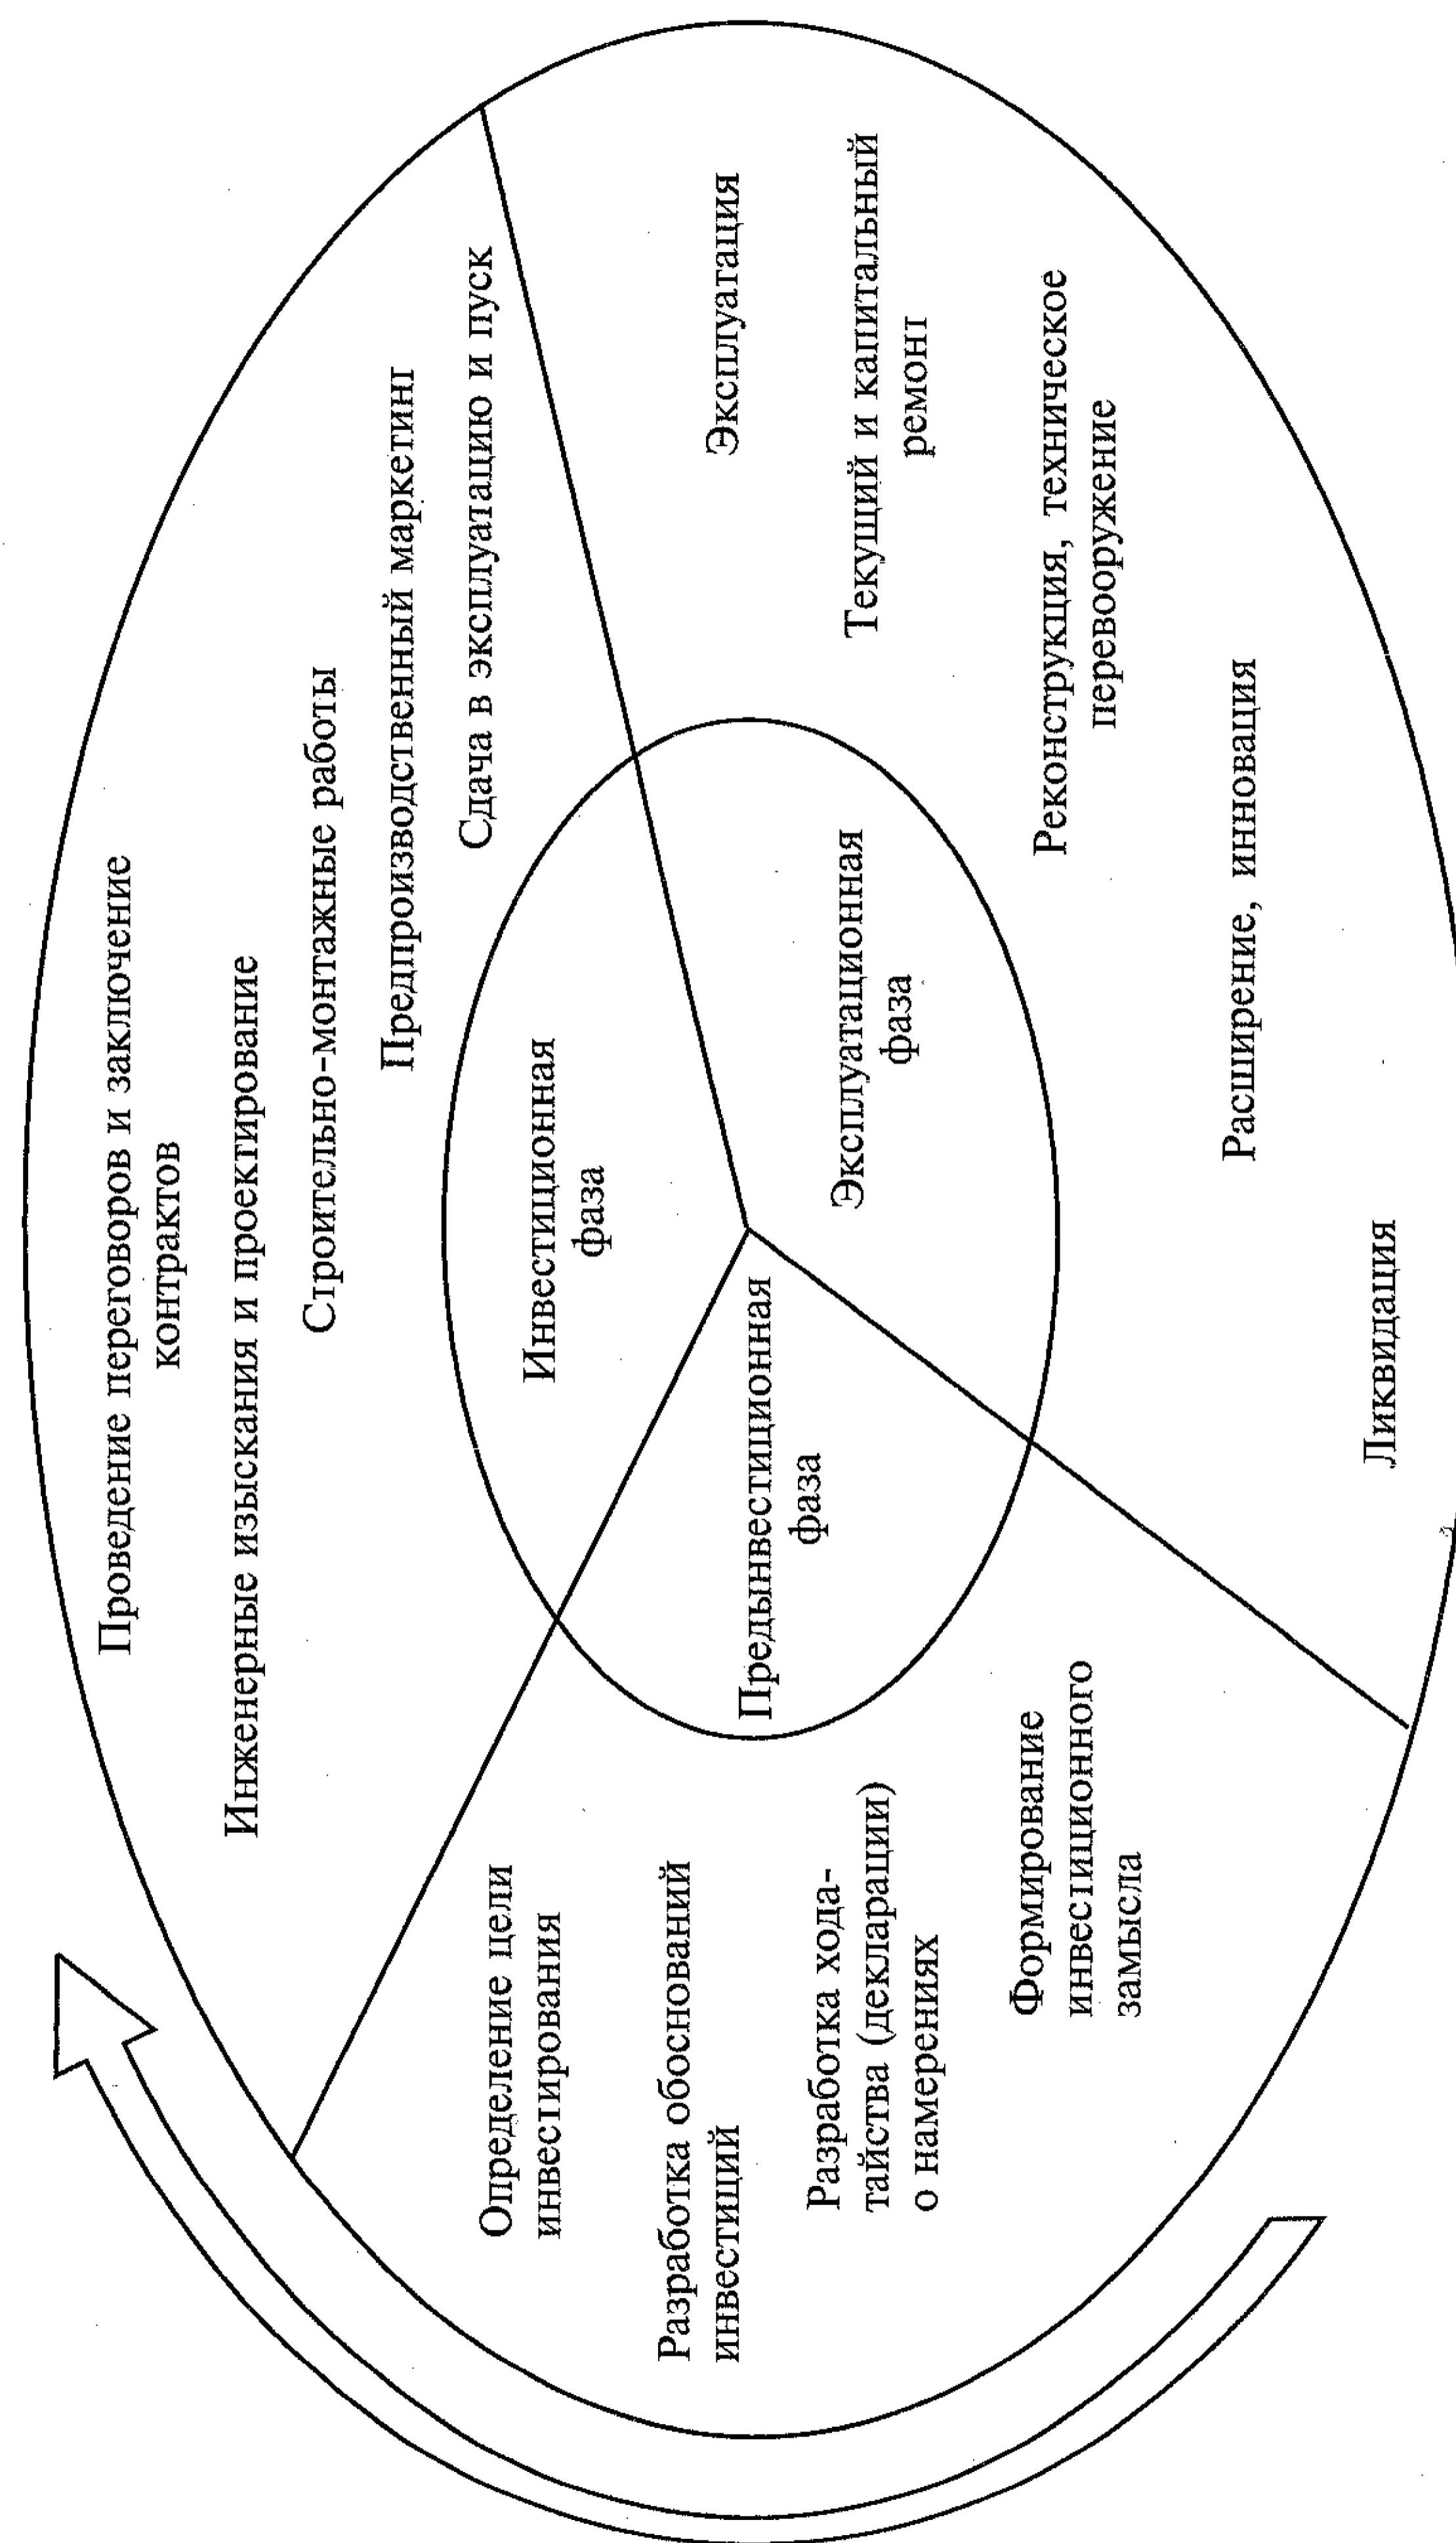 Проведение переговоров и заключение
контрактов
Инженерные изыскания и проектирование
Строительно-монтажные работы
Предпроизводственный маркетинг
Сдача в эксплуатацию и пуск
Инвестиционная
фаза
Определение цели
инвестирования
Разработка обоснований
инвестиций
Разработка хода-
тайства (декларации)
о намерениях
Формирование
инвестиционного
замысла
Предынвестиционная
фаза
Эксплуатационная
фаза
Эксплуатация
Текущий и капитальный
ремонт
Реконструкция, техническое
перевооружение
Расширение, инновация
Ликвидация